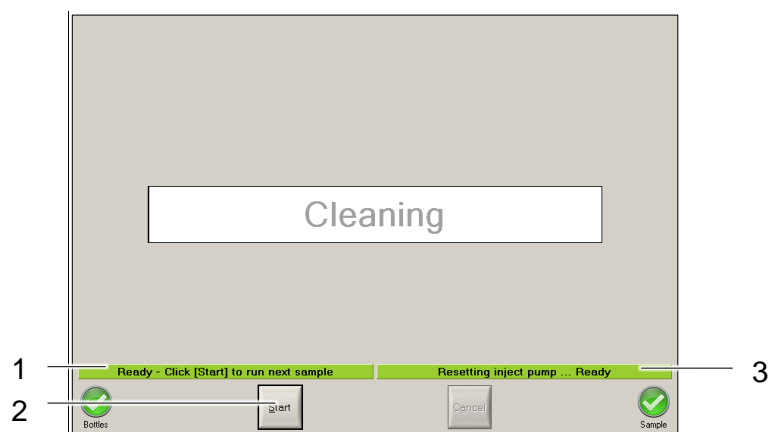 Cleaning
1 Ready - Click [Start] to run next sample Resetting inject pump ... Ready 3
2 Start Cancel
Bottles Sample